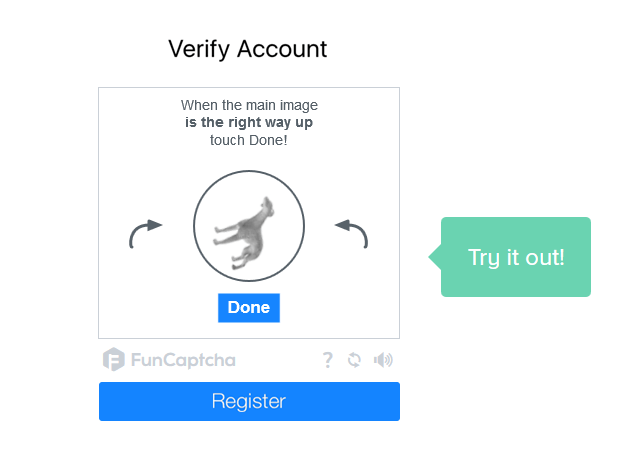 Verify Account
When the main image
is the right way up
touch Done!
Done
Try it out!
FunCaptcha
?
Register